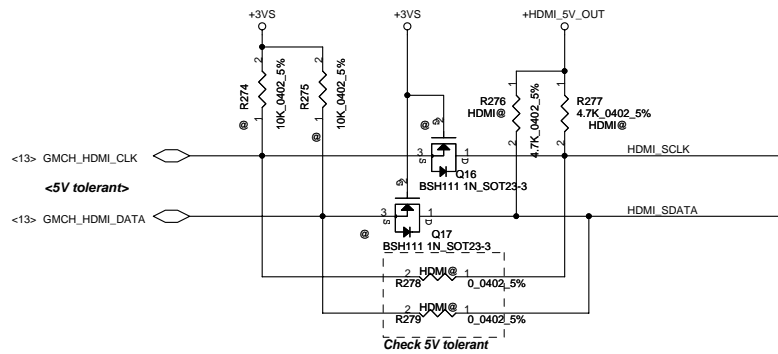 +3VS
+3VS
+HDMI_5V_OUT
2
R274
1
10K_0402_5%
@
2
R275
1
10K_0402_5%
@
1
R276
HDMI@
2
4.7K_0402_5%
1
R277
4.7K_0402_5%
HDMI@
2
<13> GMCH_HDMI_CLK
@
2
G
3
S
1
D
Q16
BSH111 1N_SOT23-3
HDMI_SCLK
<5V tolerant>
<13> GMCH_HDMI_DATA
2
G
3
S
1
D
@
Q17
BSH111 1N_SOT23-3
HDMI_SDATA
2
HDMI@
1
R278
0_0402_5%
2
HDMI@
1
R279
0_0402_5%
Check 5V tolerant